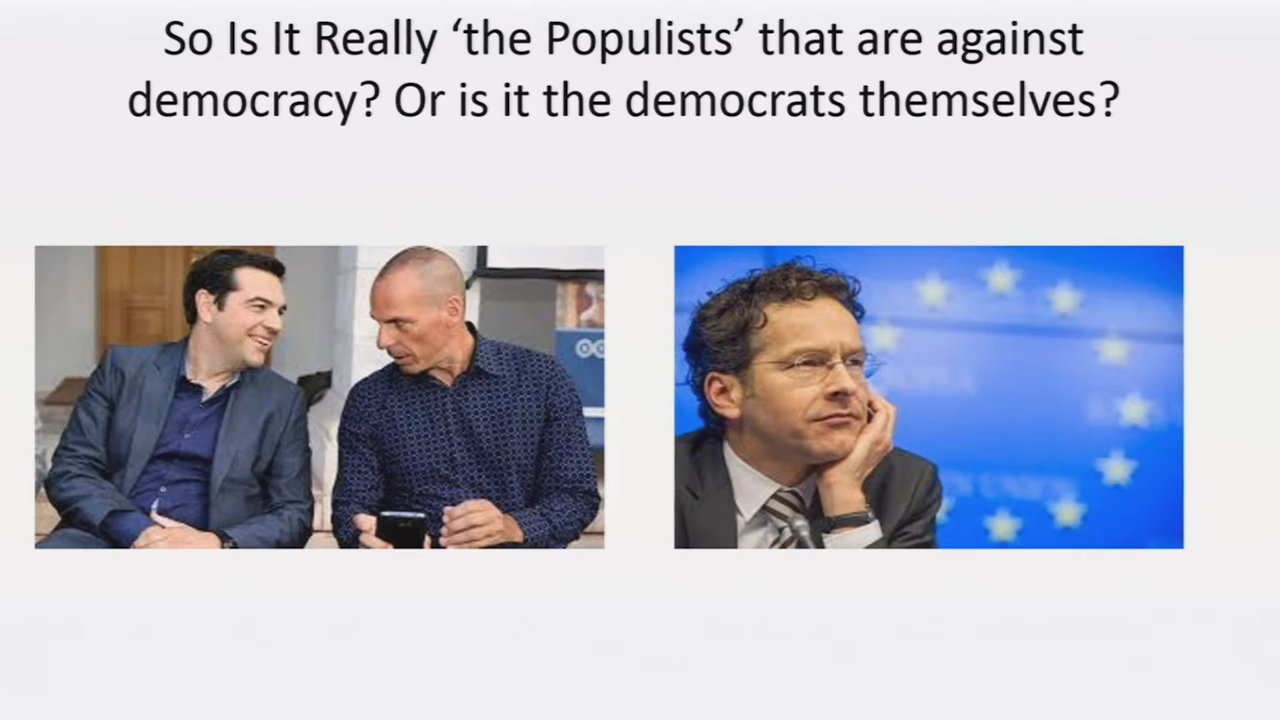 So Is It Really ‘the Populists’ that are against
democracy? Or is it the democrats themselves?